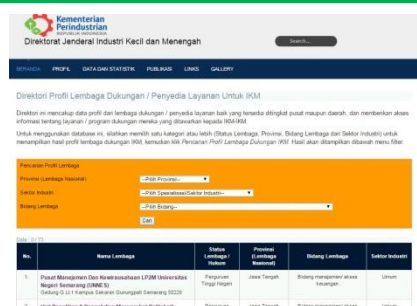 Kementerian
Perindustrian
REPUBLIK INDONESIA
Direktorat Jenderal Industri Kecil dan Menengah
Search...
BERANDA PROFIL DATA DAN STATISTIK PUBLIKASI LINKS GALLERY
Direktori Profil Lembaga Dukungan / Penyedia Layanan Untuk IKM
Direktori ini mencakup data profil dari lembaga dukungan / penyedia layanan baik yang tersedia ditingkat pusat maupun daerah, dan memberikan akses
informasi tentang layanan / program dukungan mereka yang ditawarkan kepada IKM-IKM.
Untuk menggunakan database ini, silahkan memilih satu kategori atau lebih (Status Lembaga, Provinsi, Bidang Lembaga dan Sektor Industri) untuk
menampilkan hasil profil lembaga dukungan IKM, kemudian klik Pencarian Profil Lembaga Dukungan IKM. Hasil akan ditampilkan dibawah menu filter.
Pencarian Profil Lembaga
Provinsi (Lembaga Nasional) --Pilih Provinsi--
Sektor Industri --Pilih Spesialisasi/Sektor Industri--
Bidang Lembaga --Pilih Bidang--
Cari
No. Nama Lembaga Status Lembaga / Hukum Provinsi (Lembaga Nasional) Bidang Lembaga Sektor Industri
1 Pusat Manajemen Dan Kewirausahaan LP2M Universitas Negeri Semarang (UNNES) Perguruan Tinggi Negeri Jawa Tengah Bidang manajemen/ akses keuangan Umum
Kampus Sekaran Gunungpati Semarang 50229